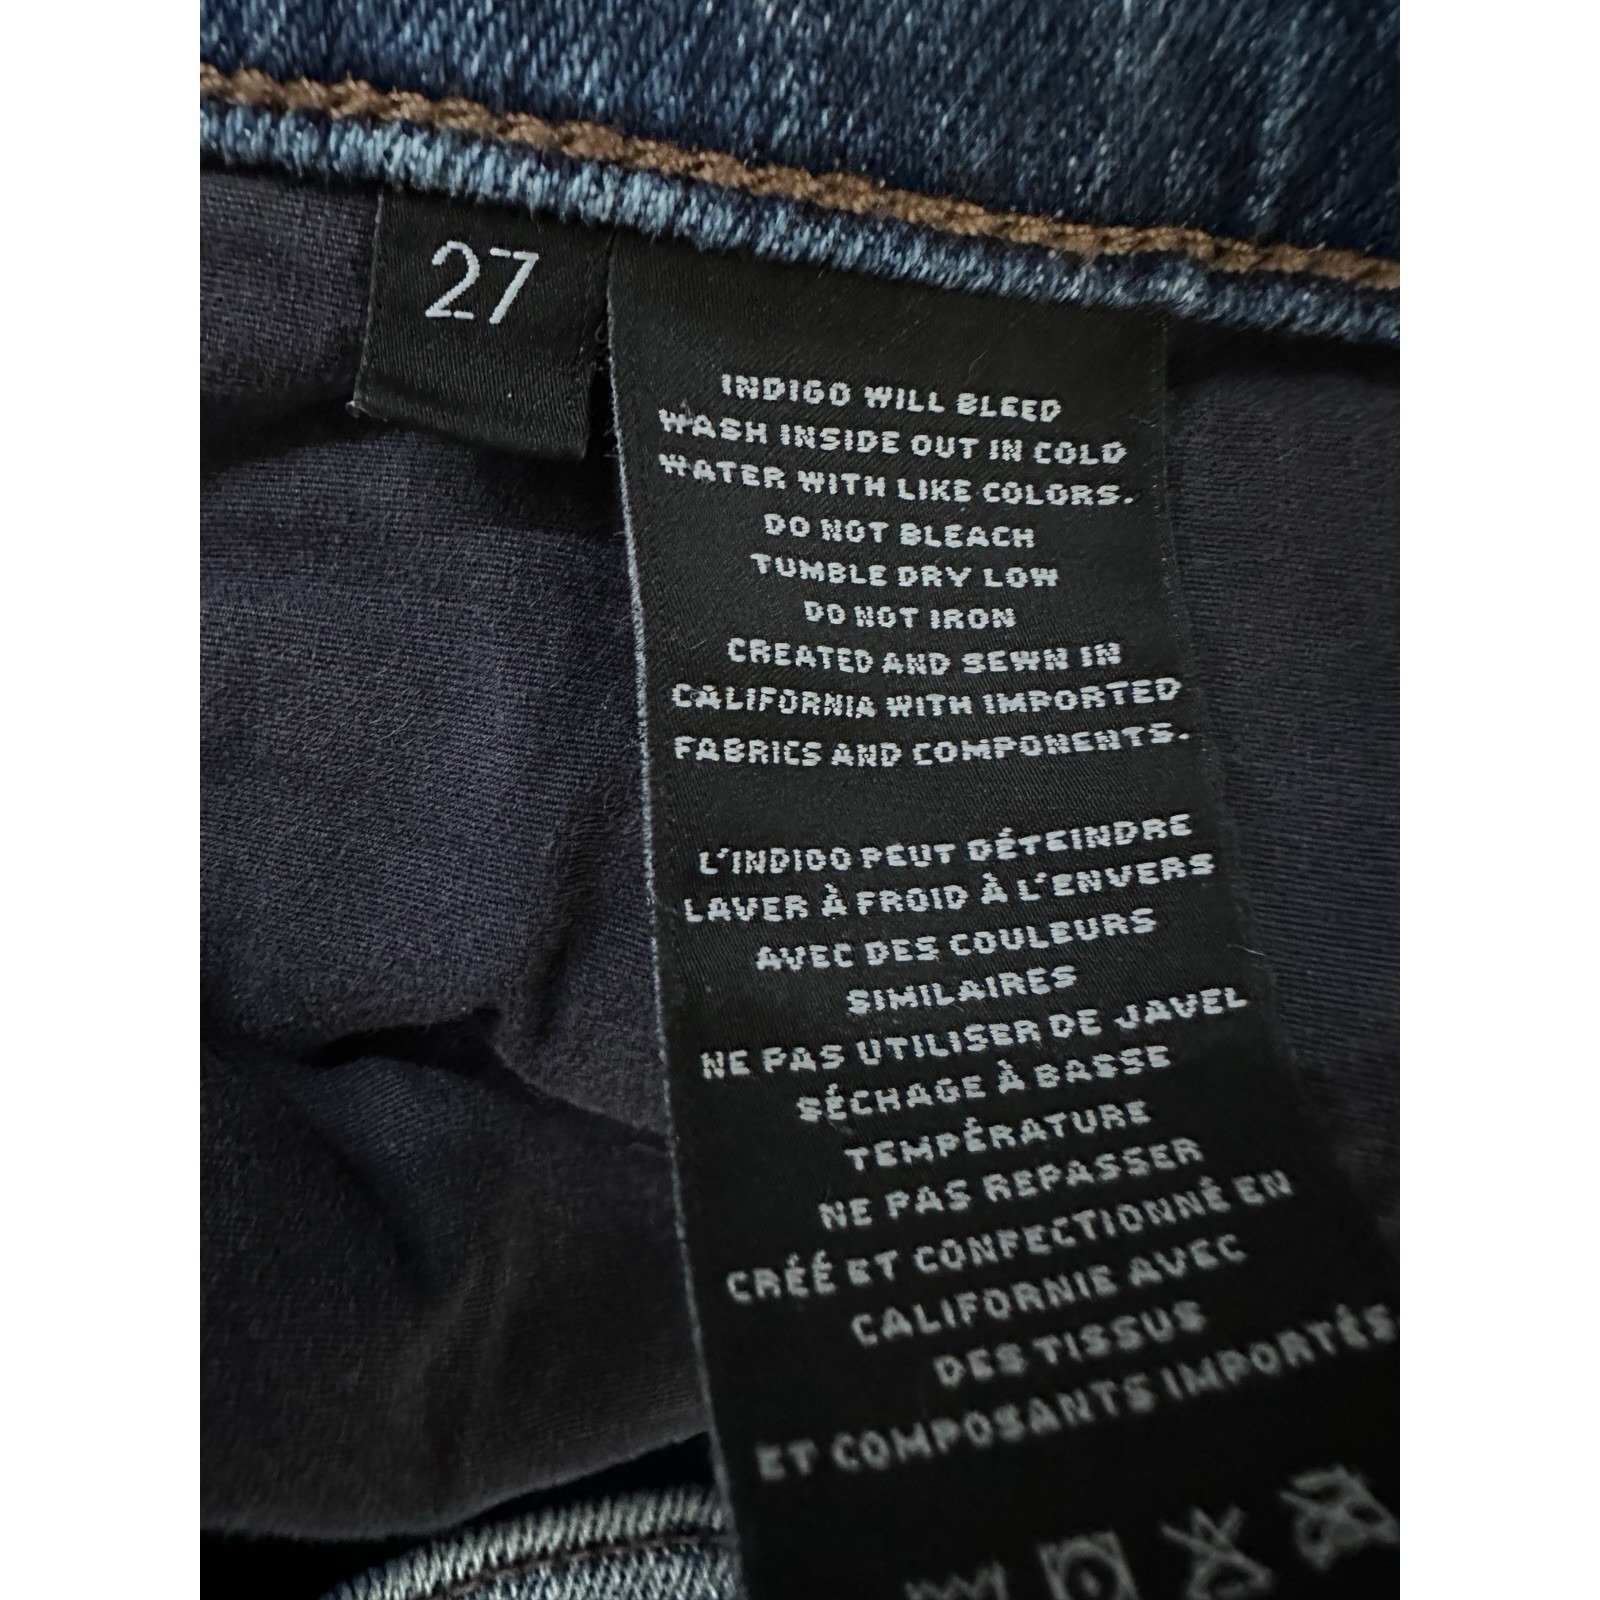 27
INDIGO WILL BLEED
WASH INSIDE OUT IN COLD
WATER WITH LIKE COLORS.
DO NOT BLEACH
TUMBLE DRY LOW
DO NOT IRON
CREATED AND SEWN IN
CALIFORNIA WITH IMPORTED
FABRICS AND COMPONENTS.
L'INDIGO PEUT DÉTEINDRE
LAVER À FROID À L'ENVERS
AVEC DES COULEURS
SIMILAIRES
NE PAS UTILISER DE JAVEL
SÉCHAGE À BASSE
TEMPÉRATURE
NE PAS REPASSER
CRÉÉ ET CONFECTIONNÉ EN
CALIFORNIE AVEC
DES TISSUS
ET COMPOSANTS IMPORTÉS.